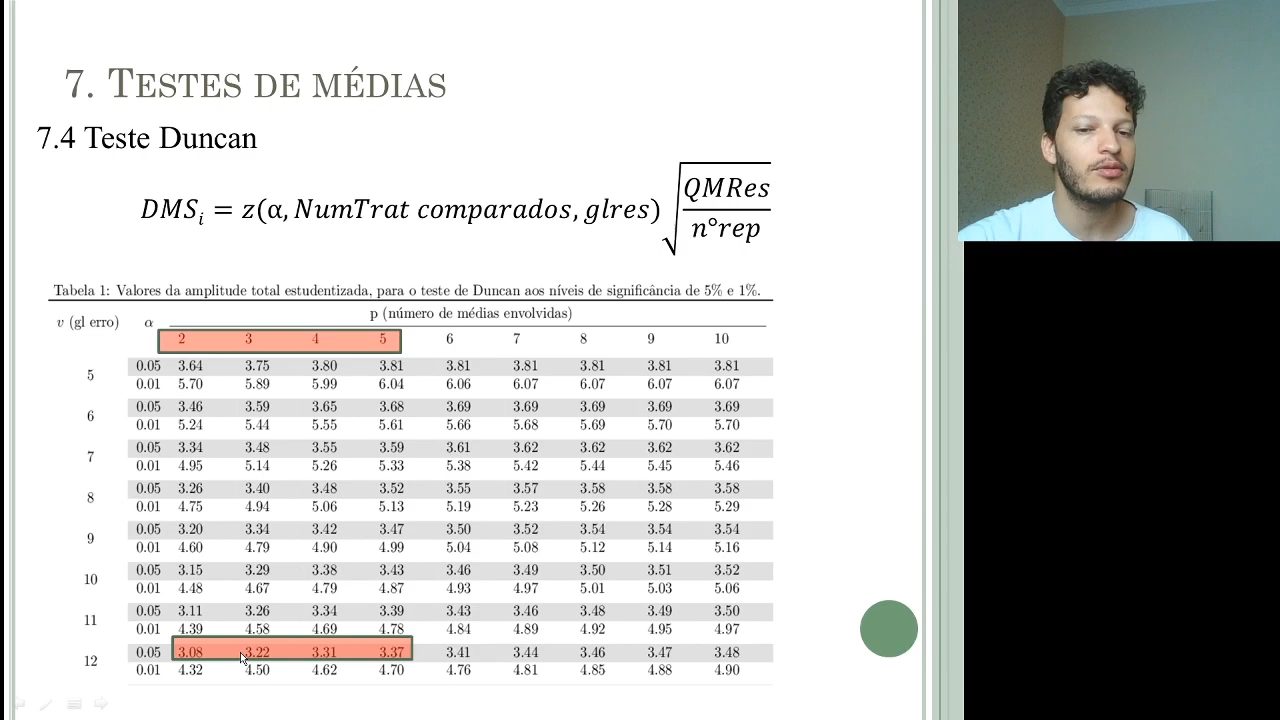 7. TESTES DE MÉDIAS
7.4 Teste Duncan
DMSᵢ = z(α, NumTrat comparados, glres) √(QMRes / n°rep)
Tabela 1: Valores da amplitude total estudentizada, para o teste de Duncan aos níveis de significância de 5% e 1%.
v (gl erro) α p (número de médias envolvidas)
2 3 4 5 6 7 8 9 10
5 0.05 3.64 3.75 3.80 3.81 3.81 3.81 3.81 3.81 3.81
0.01 5.70 5.89 5.99 6.04 6.06 6.07 6.07 6.07 6.07
6 0.05 3.46 3.59 3.65 3.68 3.69 3.69 3.69 3.69 3.69
0.01 5.24 5.44 5.55 5.61 5.66 5.68 5.69 5.70 5.70
7 0.05 3.34 3.48 3.55 3.59 3.61 3.62 3.62 3.62 3.62
0.01 4.95 5.14 5.26 5.33 5.38 5.42 5.44 5.45 5.46
8 0.05 3.26 3.40 3.48 3.52 3.55 3.57 3.58 3.58 3.58
0.01 4.75 4.94 5.06 5.13 5.19 5.23 5.26 5.28 5.29
9 0.05 3.20 3.34 3.42 3.47 3.50 3.52 3.54 3.54 3.54
0.01 4.60 4.79 4.90 4.99 5.04 5.08 5.12 5.14 5.16
10 0.05 3.15 3.29 3.38 3.43 3.46 3.49 3.50 3.51 3.52
0.01 4.48 4.67 4.79 4.87 4.93 4.97 5.01 5.03 5.06
11 0.05 3.11 3.26 3.34 3.39 3.43 3.46 3.48 3.49 3.50
0.01 4.39 4.58 4.69 4.78 4.84 4.89 4.92 4.95 4.97
12 0.05 3.08 3.22 3.31 3.37 3.41 3.44 3.46 3.47 3.48
0.01 4.32 4.50 4.62 4.70 4.76 4.81 4.85 4.88 4.90